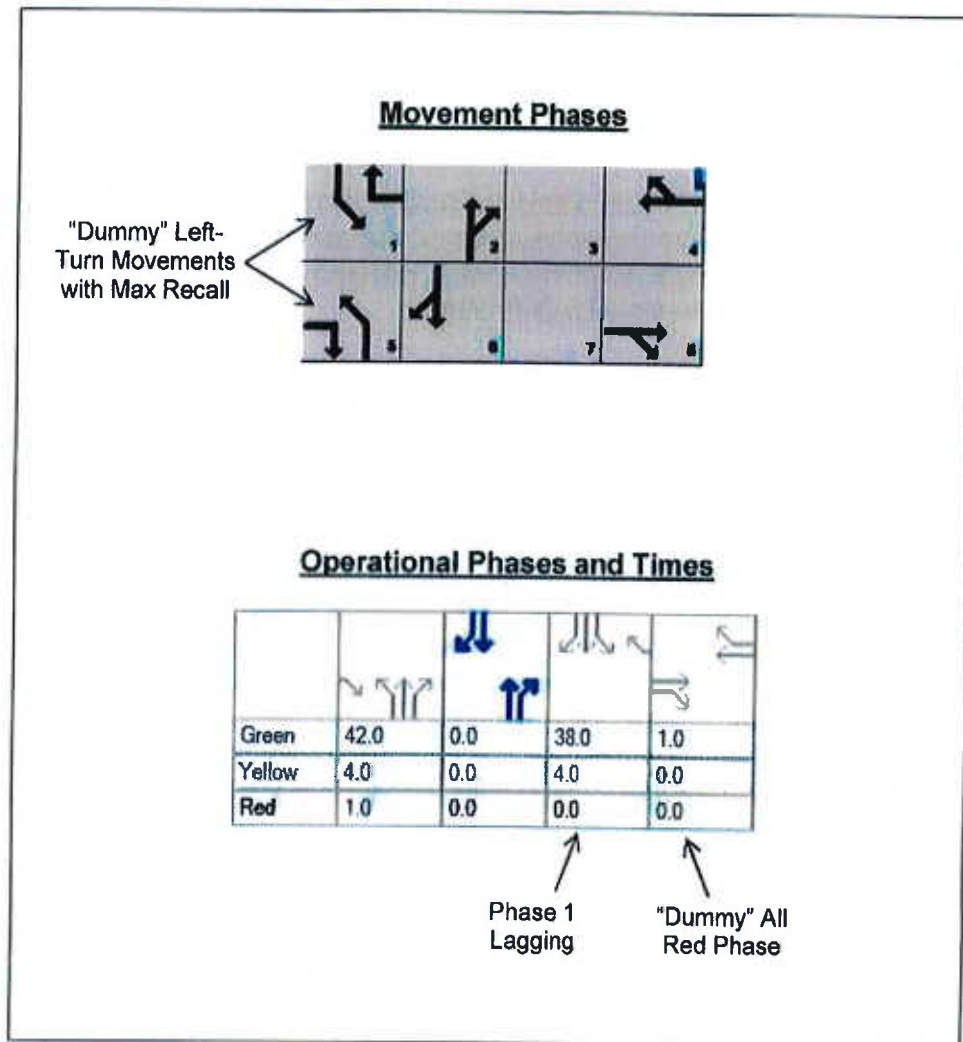 Movement Phases
"Dummy" Left-
Turn Movements
with Max Recall
1
2
3
4
5
6
7
8
Operational Phases and Times
Green 42.0 0.0 38.0 1.0
Yellow 4.0 0.0 4.0 0.0
Red 1.0 0.0 0.0 0.0
Phase 1
Lagging
"Dummy" All
Red Phase